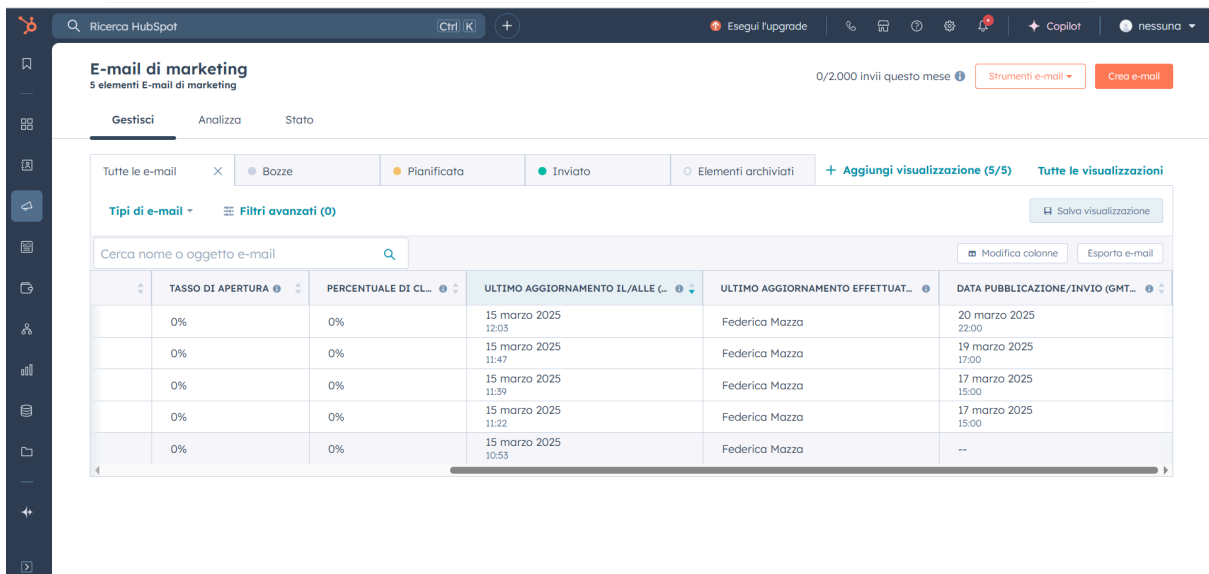 Ricerca HubSpot Ctrl K + Esegui l'upgrade Copilot nessuna
E-mail di marketing
5 elementi E-mail di marketing
0/2.000 invii questo mese Strumenti e-mail Crea e-mail
Gestisci Analizza Stato
Tutte le e-mail Bozze Pianificata Inviato Elementi archiviati + Aggiungi visualizzazione (5/5) Tutte le visualizzazioni
Tipi di e-mail Filtri avanzati (0) Salva visualizzazione
Cerca nome o oggetto e-mail Modifica colonne Esporta e-mail
TASSO DI APERTURA PERCENTUALE DI CL... ULTIMO AGGIORNAMENTO IL/ALLE (... ULTIMO AGGIORNAMENTO EFFETTUAT... DATA PUBBLICAZIONE/INVIO (GMT...
0% 0% 15 marzo 2025 12:03 Federica Mazza 20 marzo 2025 22:00
0% 0% 15 marzo 2025 11:47 Federica Mazza 19 marzo 2025 17:00
0% 0% 15 marzo 2025 11:39 Federica Mazza 17 marzo 2025 15:00
0% 0% 15 marzo 2025 11:22 Federica Mazza 17 marzo 2025 15:00
0% 0% 15 marzo 2025 10:53 Federica Mazza --